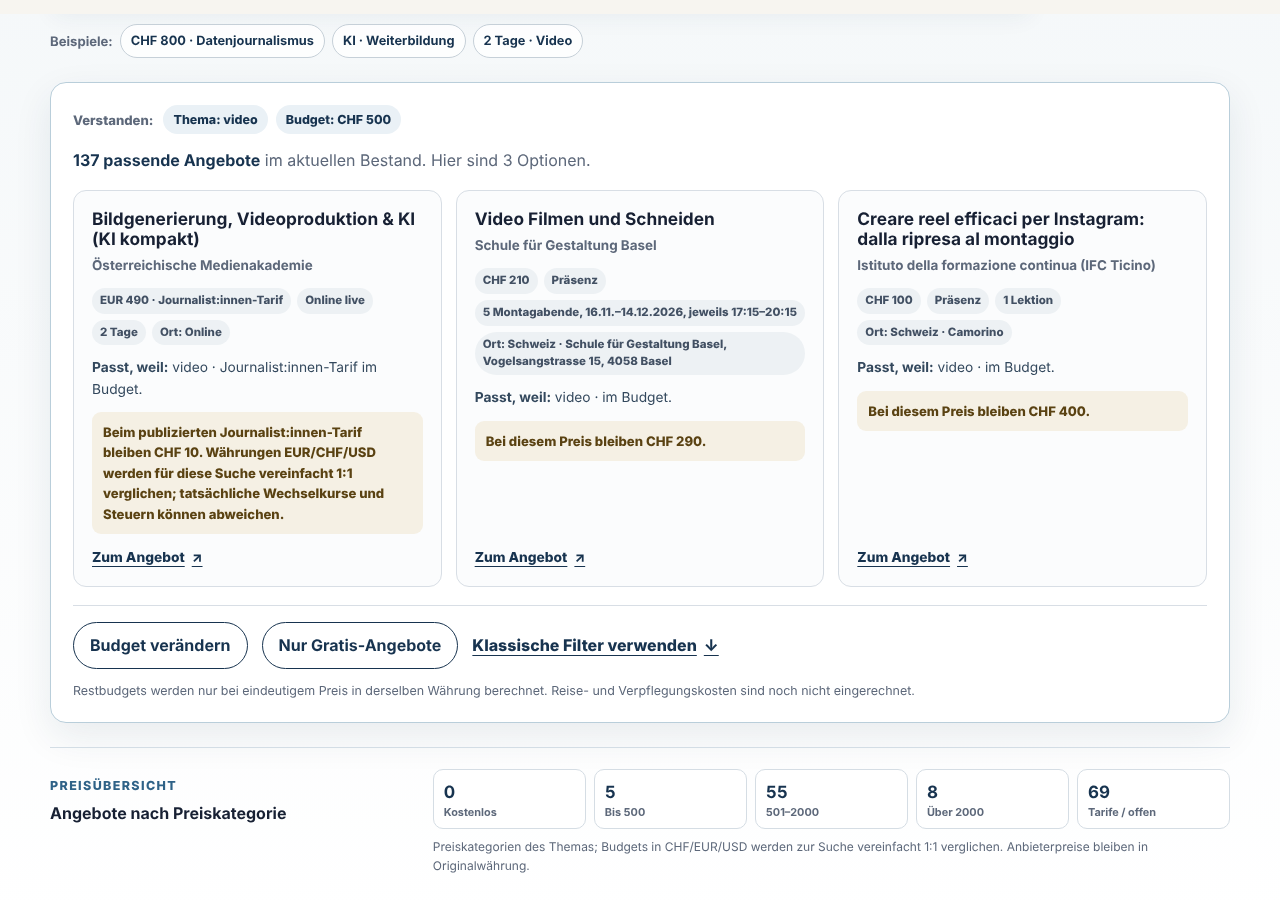 Beispiele: CHF 800 · Datenjournalismus KI · Weiterbildung 2 Tage · Video
Verstanden: Thema: video Budget: CHF 500
137 passende Angebote im aktuellen Bestand. Hier sind 3 Optionen.
Bildgenerierung, Videoproduktion & KI
(KI kompakt)
Österreichische Medienakademie
EUR 490 · Journalist:innen-Tarif Online live
2 Tage Ort: Online
Passt, weil: video · Journalist:innen-Tarif im
Budget.
Beim publizierten Journalist:innen-Tarif
bleiben CHF 10. Währungen EUR/CHF/USD
werden für diese Suche vereinfacht 1:1
verglichen; tatsächliche Wechselkurse und
Steuern können abweichen.
Zum Angebot ↗
Video Filmen und Schneiden
Schule für Gestaltung Basel
CHF 210 Präsenz
5 Montagabende, 16.11.–14.12.2026, jeweils 17:15–20:15
Ort: Schweiz · Schule für Gestaltung Basel,
Vogelsangstrasse 15, 4058 Basel
Passt, weil: video · im Budget.
Bei diesem Preis bleiben CHF 290.
Zum Angebot ↗
Creare reel efficaci per Instagram:
dalla ripresa al montaggio
Istituto della formazione continua (IFC Ticino)
CHF 100 Präsenz 1 Lektion
Ort: Schweiz · Camorino
Passt, weil: video · im Budget.
Bei diesem Preis bleiben CHF 400.
Zum Angebot ↗
Budget verändern Nur Gratis-Angebote Klassische Filter verwenden ↓
Restbudgets werden nur bei eindeutigem Preis in derselben Währung berechnet. Reise- und Verpflegungskosten sind noch nicht eingerechnet.
PREISÜBERSICHT
Angebote nach Preiskategorie
0
Kostenlos
5
Bis 500
55
501–2000
8
Über 2000
69
Tarife / offen
Preiskategorien des Themas; Budgets in CHF/EUR/USD werden zur Suche vereinfacht 1:1 verglichen. Anbieterpreise bleiben in
Originalwährung.